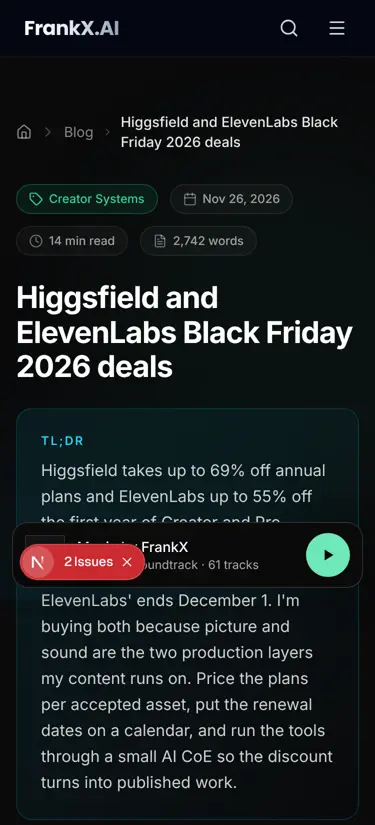 FrankX.AI
Blog
Higgsfield and ElevenLabs Black
Friday 2026 deals
Creator Systems
Nov 26, 2026
14 min read
2,742 words
Higgsfield and
ElevenLabs Black Friday
2026 deals
TL;DR
Higgsfield takes up to 69% off annual
plans and ElevenLabs up to 55% off
the first year of Creator and Pro
FrankX
2 Issues
oundtrack · 61 tracks
ElevenLabs' ends December 1. I'm
buying both because picture and
sound are the two production layers
my content runs on. Price the plans
per accepted asset, put the renewal
dates on a calendar, and run the tools
through a small AI CoE so the discount
turns into published work.